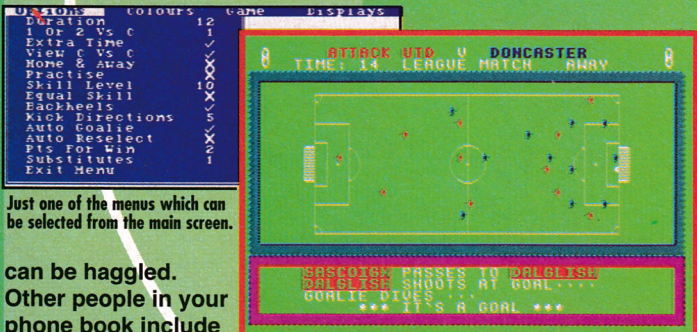 Options Colours Game Displays
Duration 12
1 Or 2 Vs C 1
Extra Time ✓
View C Vs C ✓
Home & Away X
Practise X
Skill Level 10
Equal Skill X
Backheels ✓
Kick Directions 5
Auto Goalie ✓
Auto Reselect X
Pts For Win 2
Substitutes 1
Exit Menu
Just one of the menus which can
be selected from the main screen.
can be haggled.
Other people in your
phone book include
0 ATTACK UTD V DONCASTER 0
TIME: 14 LEAGUE MATCH AWAY
GASCOIGN PASSES TO DALGLISH
DALGLISH SHOOTS AT GOAL....
GOALIE DIVES ...
*** IT'S A GOAL ***